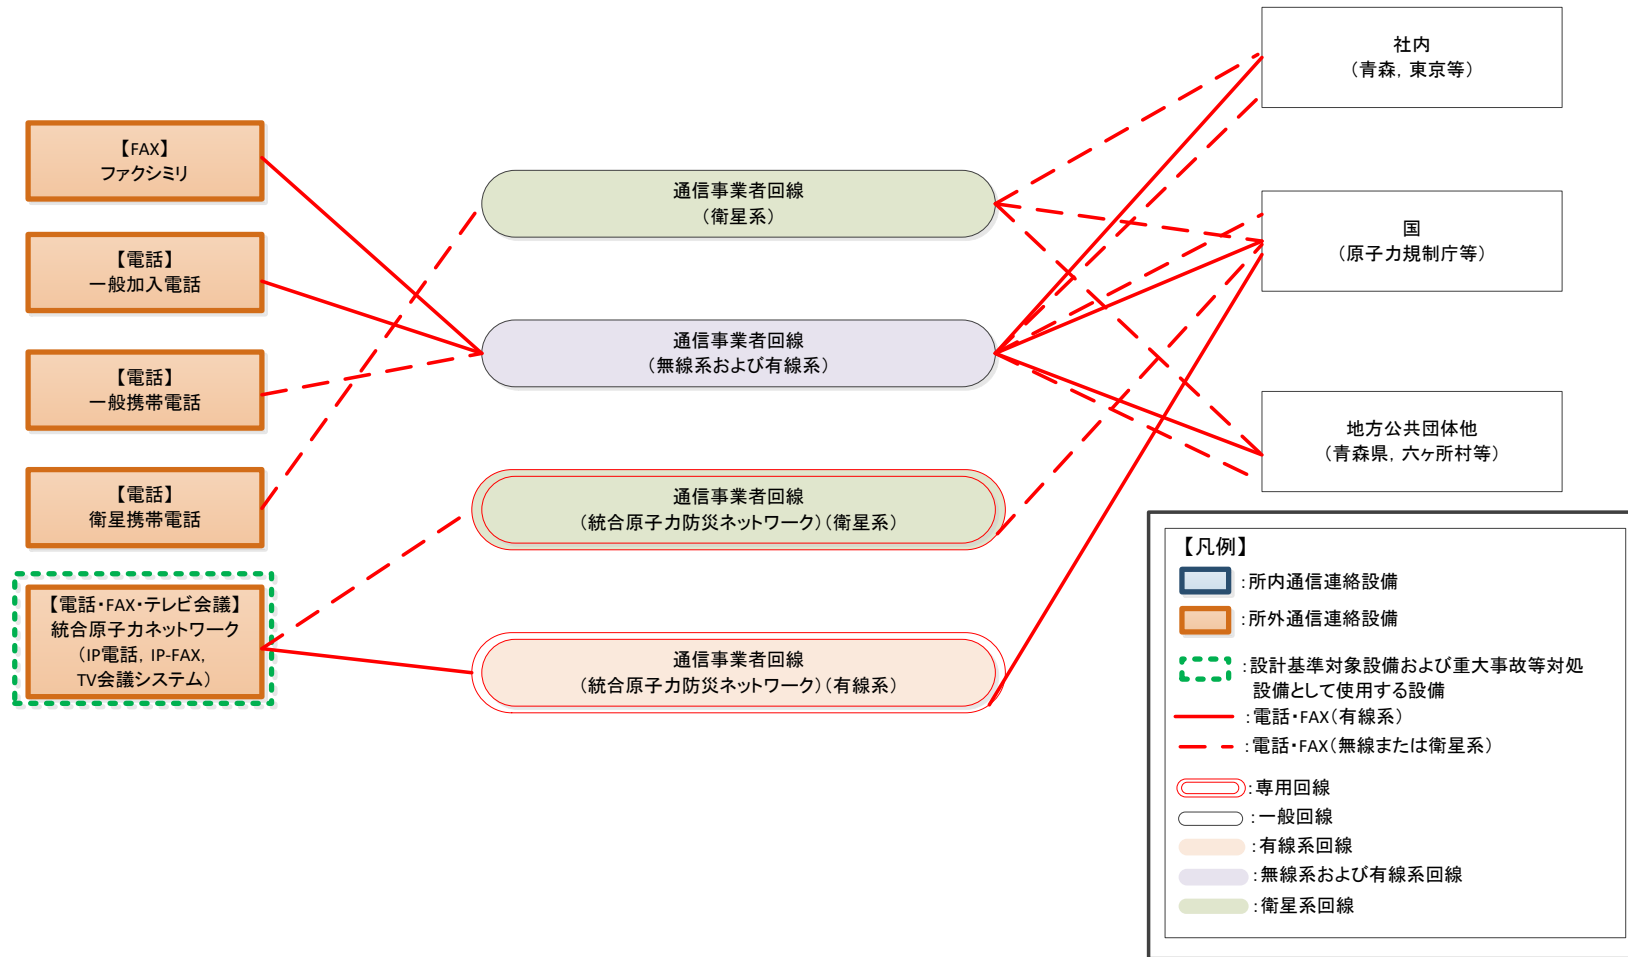 【FAX】
ファクシミリ
【電話】
一般加入電話
【電話】
一般携帯電話
【電話】
衛星携帯電話
【電話・FAX・テレビ会議】
統合原子力ネットワーク
（IP電話，IP-FAX，
TV会議システム）
通信事業者回線
（衛星系）
通信事業者回線
（無線系および有線系）
通信事業者回線
（統合原子力防災ネットワーク）（衛星系）
通信事業者回線
（統合原子力防災ネットワーク）（有線系）
社内
（青森，東京等）
国
（原子力規制庁等）
地方公共団体他
（青森県，六ヶ所村等）
【凡例】
：所内通信連絡設備
：所外通信連絡設備
：設計基準対象設備および重大事故等対処
設備として使用する設備
：電話・FAX（有線系）
：電話・FAX（無線または衛星系）
：専用回線
：一般回線
：有線系回線
：無線系および有線系回線
：衛星系回線